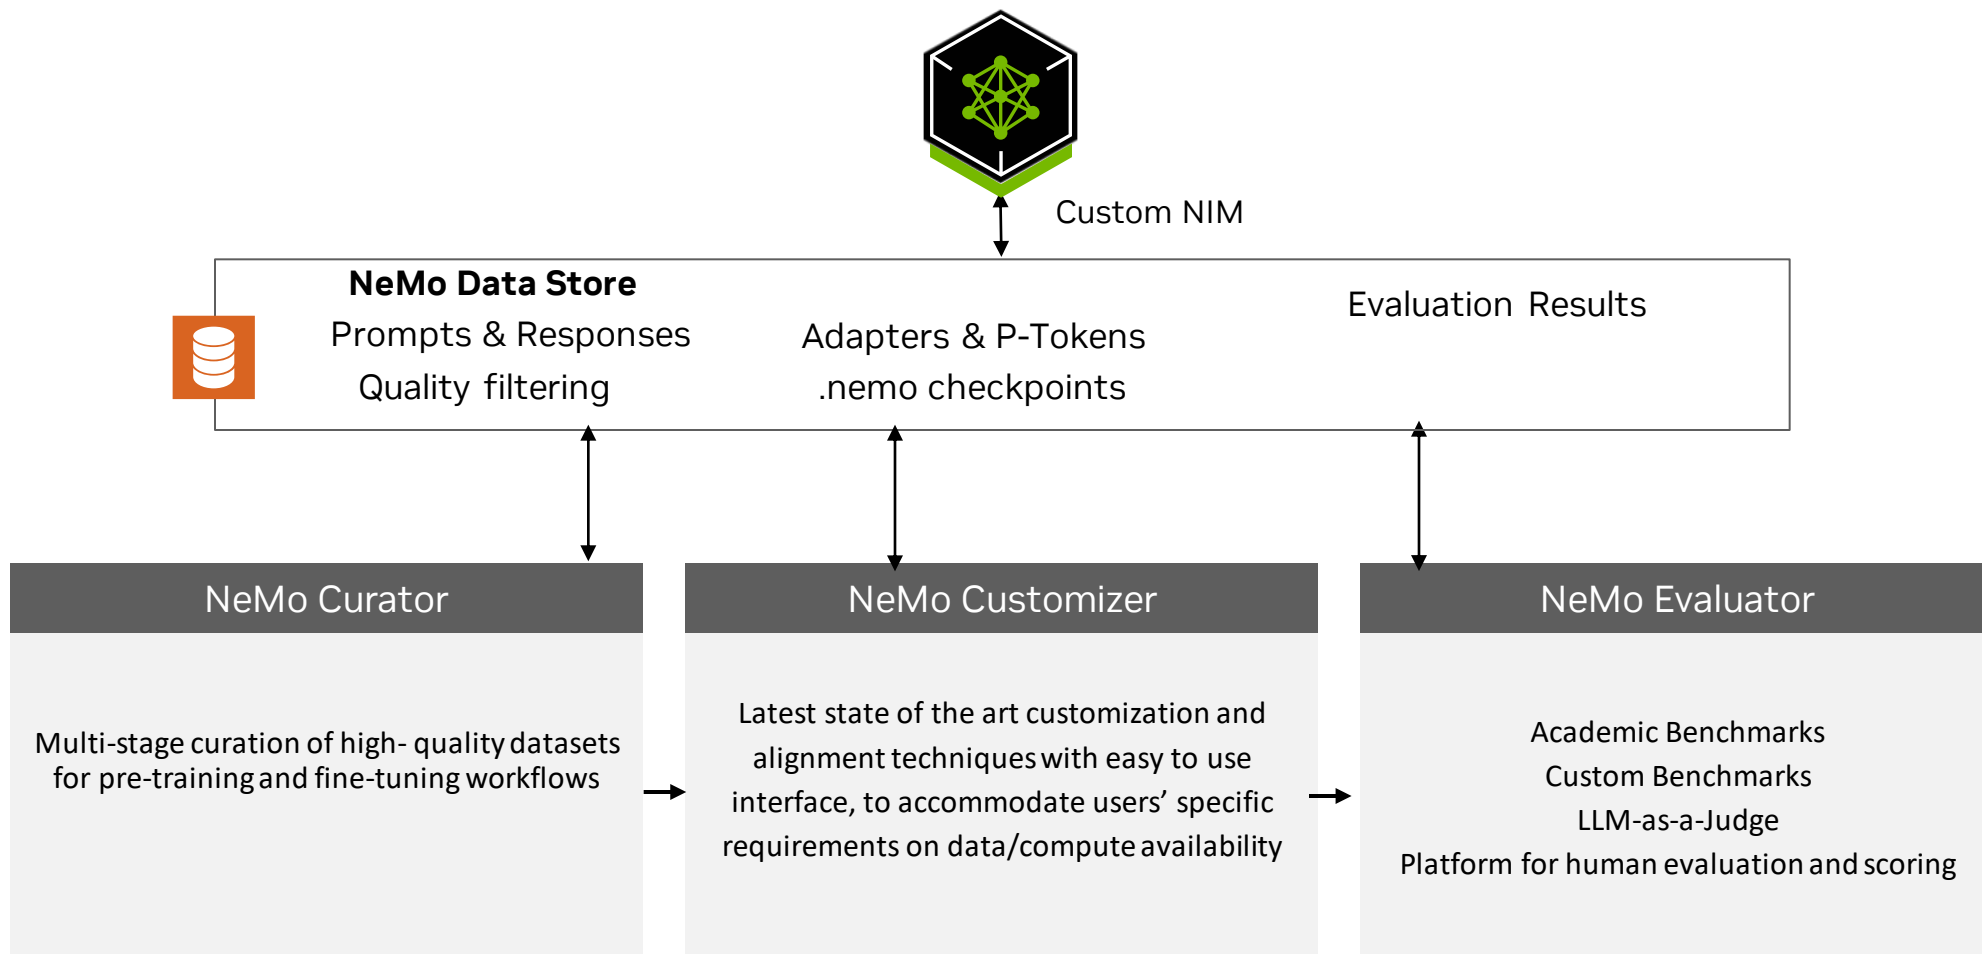 Custom NIM
NeMo Data Store
Prompts & Responses
Quality filtering
Adapters & P-Tokens
.nemo checkpoints
Evaluation Results
NeMo Curator
Multi-stage curation of high- quality datasets
for pre-training and fine-tuning workflows
NeMo Customizer
Latest state of the art customization and
alignment techniques with easy to use
interface, to accommodate users’ specific
requirements on data/compute availability
NeMo Evaluator
Academic Benchmarks
Custom Benchmarks
LLM-as-a-Judge
Platform for human evaluation and scoring